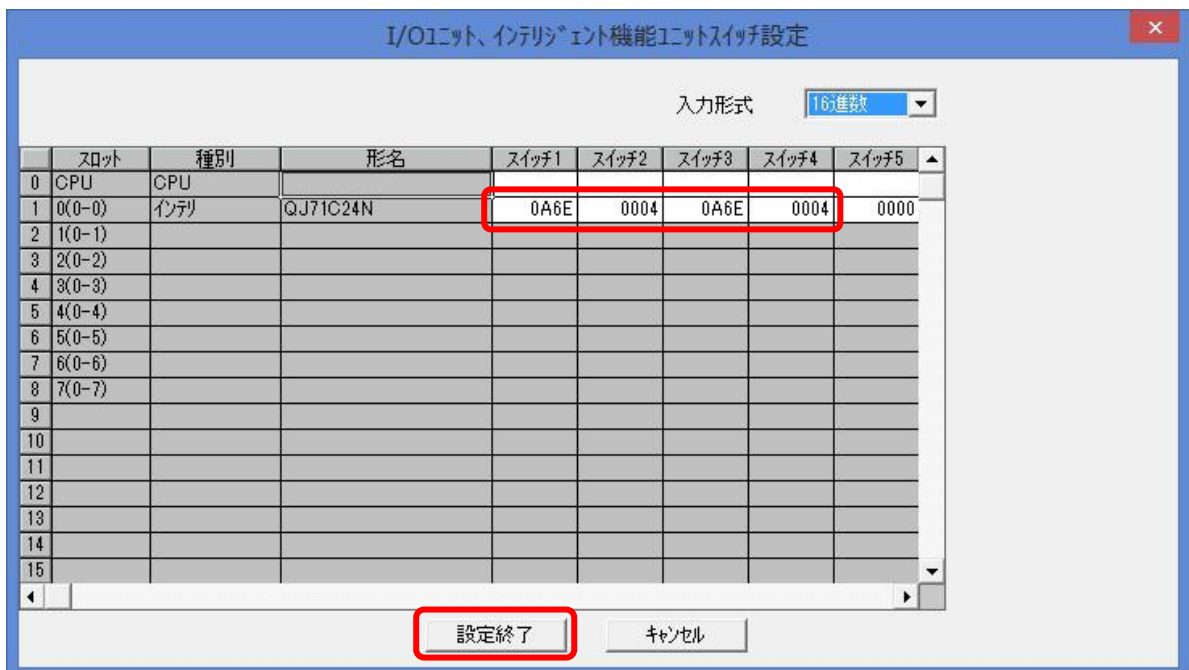 I/Oユニット、インテリジェント機能ユニットスイッチ設定
入力形式 16進数
スロット 種別 形名 スイッチ1 スイッチ2 スイッチ3 スイッチ4 スイッチ5
0 CPU CPU
1 0(0-0) インテリ QJ71C24N 0A6E 0004 0A6E 0004 0000
2 1(0-1)
3 2(0-2)
4 3(0-3)
5 4(0-4)
6 5(0-5)
7 6(0-6)
8 7(0-7)
9
10
11
12
13
14
15
設定終了 キャンセル